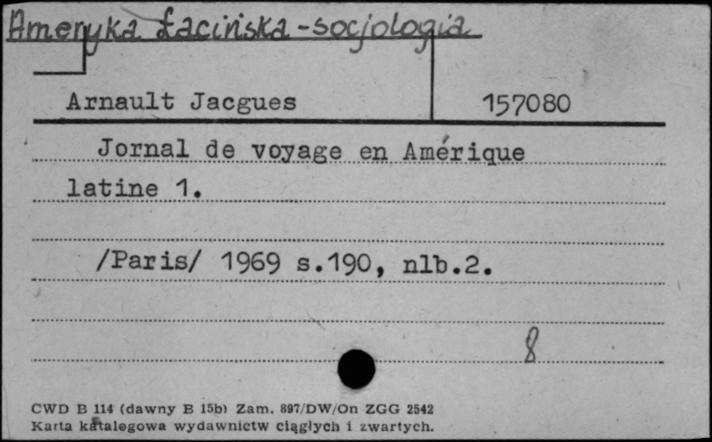 Ameryka Łacińska-socjologia
Arnault Jacgues 157080
Jornal de voyage en Amérique
latine 1.
/Paris/ 1969 s.190, nlb.2.
8
CWD B 114 (dawny B 15b) Zam. 897/DW/On ZGG 2542
Karta katalogowa wydawnictw ciągłych i zwartych.